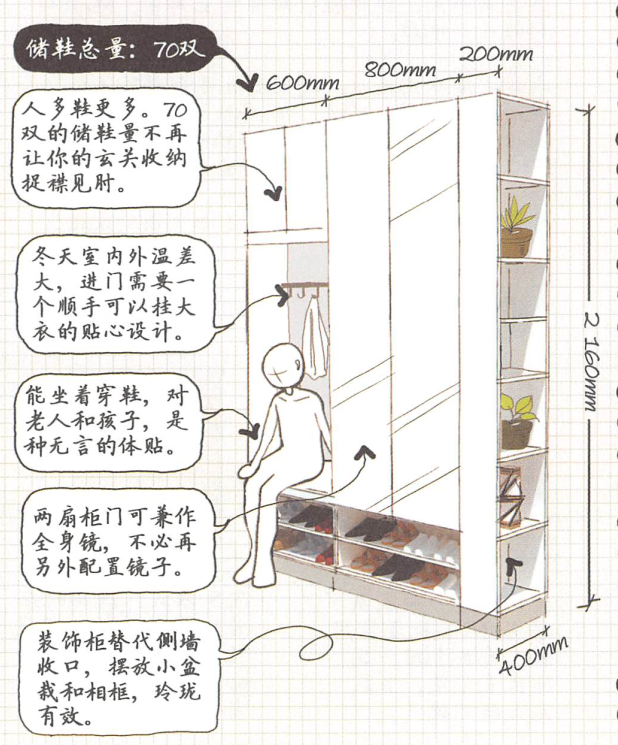 储鞋总量：70双
200mm
800mm
600mm
人多鞋更多。70
双的储鞋量不再
让你的玄关收纳
捉襟见肘。
冬天室内外温差
大，进门需要一
个顺手可以挂大
衣的贴心设计。
2160mm
能坐着穿鞋，对
老人和孩子，是
种无言的体贴。
两扇柜门可兼作
全身镜，不必再
另外配置镜子。
装饰柜替代侧墙
收口，摆放小盆
栽和相框，玲珑
有效。
400mm